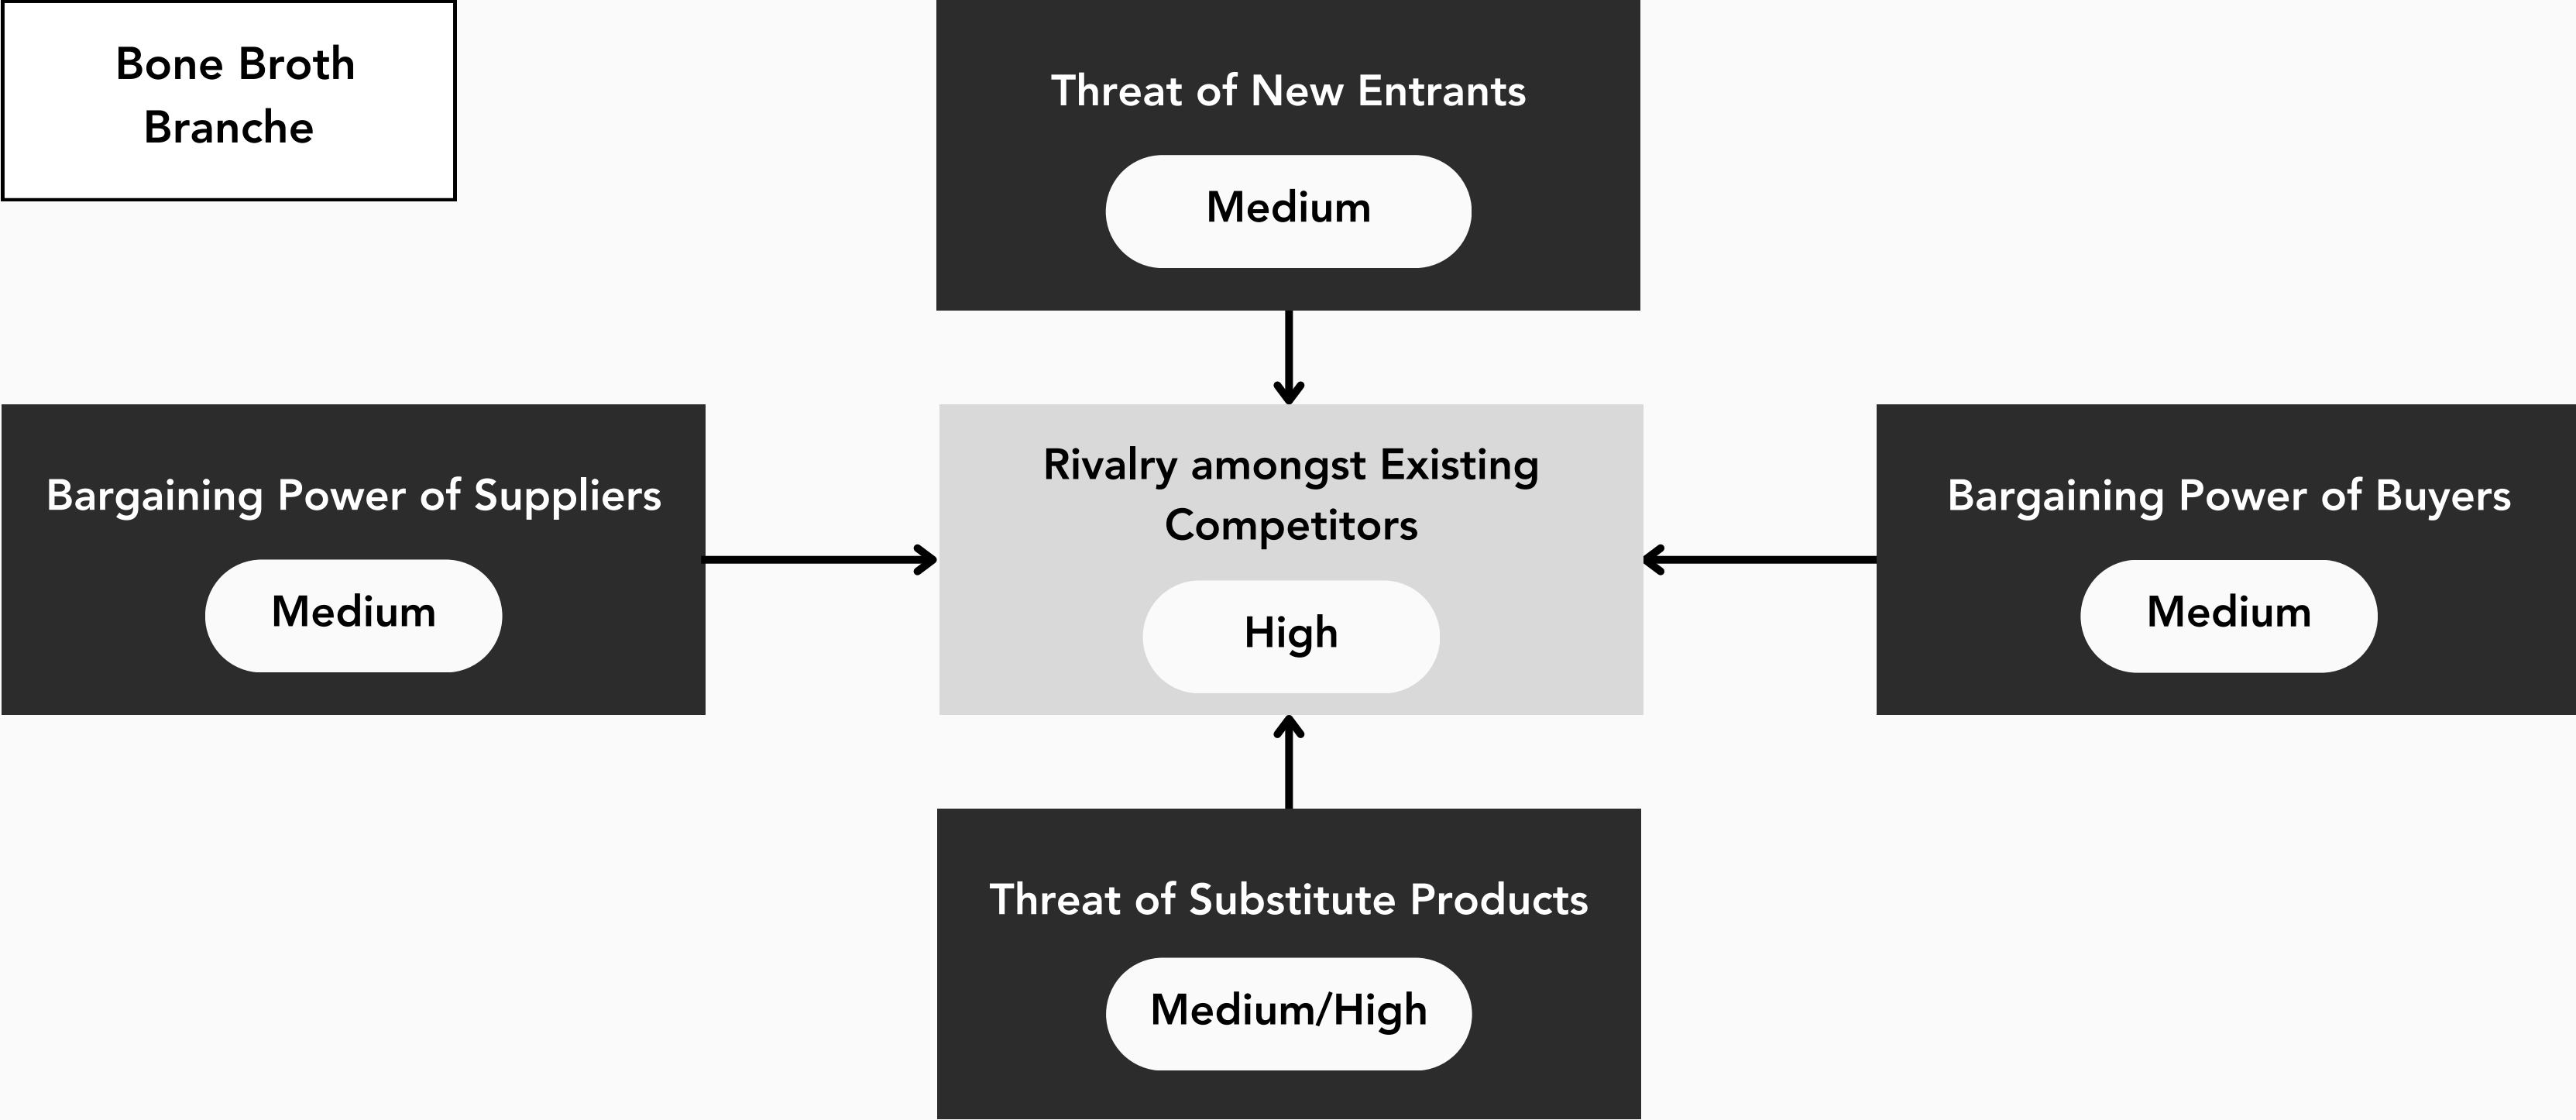 Bone Broth
Branche
Threat of New Entrants
Medium
Bargaining Power of Suppliers
Medium
Rivalry amongst Existing
Competitors
High
Bargaining Power of Buyers
Medium
Threat of Substitute Products
Medium/High